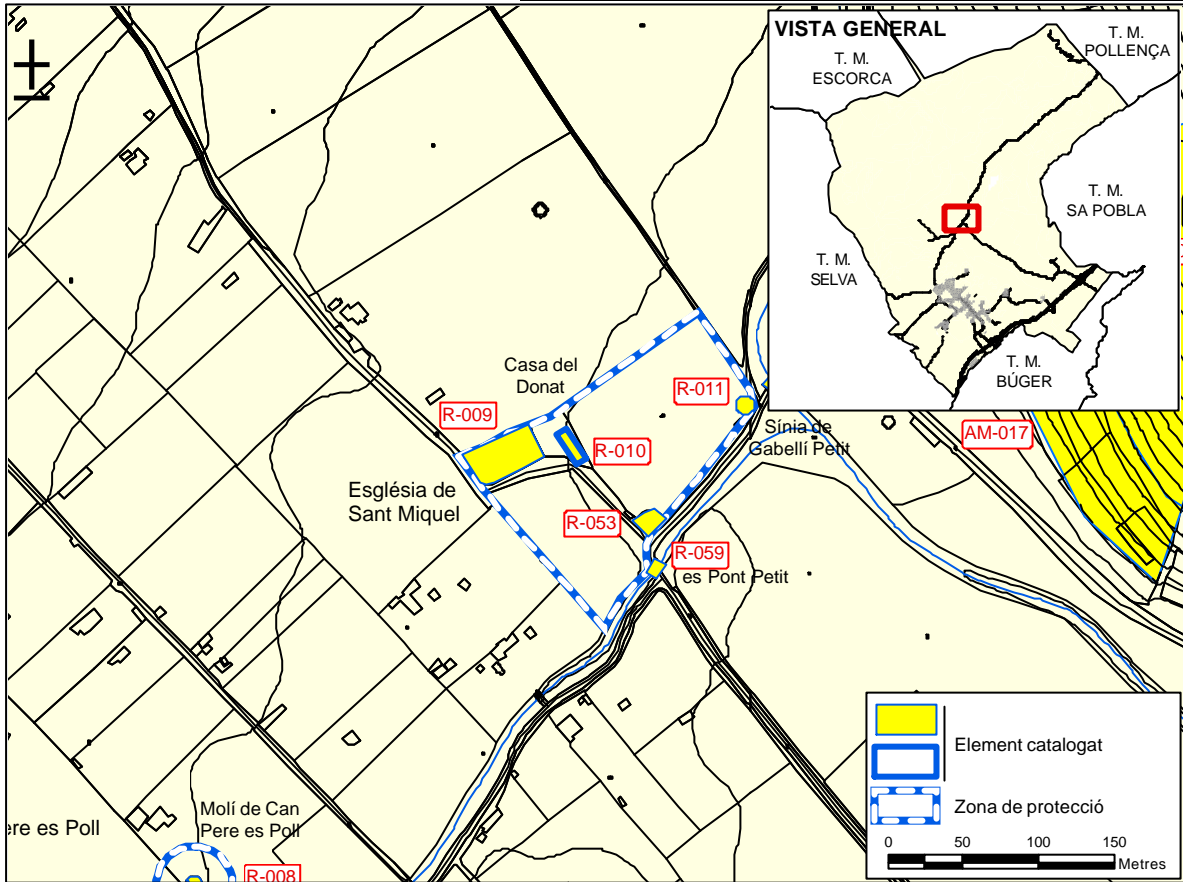 VISTA GENERAL
T. M.
POLLENÇA
T. M.
ESCORCA
T. M.
SA POBLA
T. M.
SELVA
T. M.
BÚGER
Casa del
Donat
R-009
R-011
R-010
Sínia de
Gabellí Petit
AM-017
Església de
Sant Miquel
R-053
R-059
es Pont Petit
Element catalogat
Zona de protecció
0 50 100 150
Metres
Molí de Can
Pere es Poll
ere es Poll
R-008